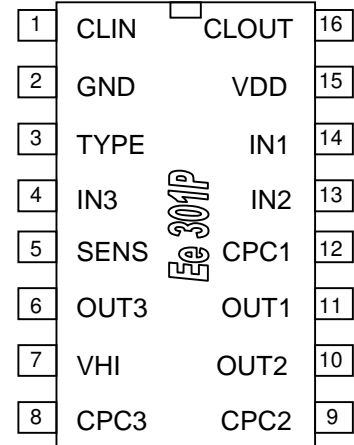 1 CLIN CLOUT 16
2 GND VDD 15
3 TYPE IN1 14
4 IN3 IN2 13
5 SENS CPC1 12
6 OUT3 OUT1 11
7 VHI OUT2 10
8 CPC3 CPC2 9
Ee 301P